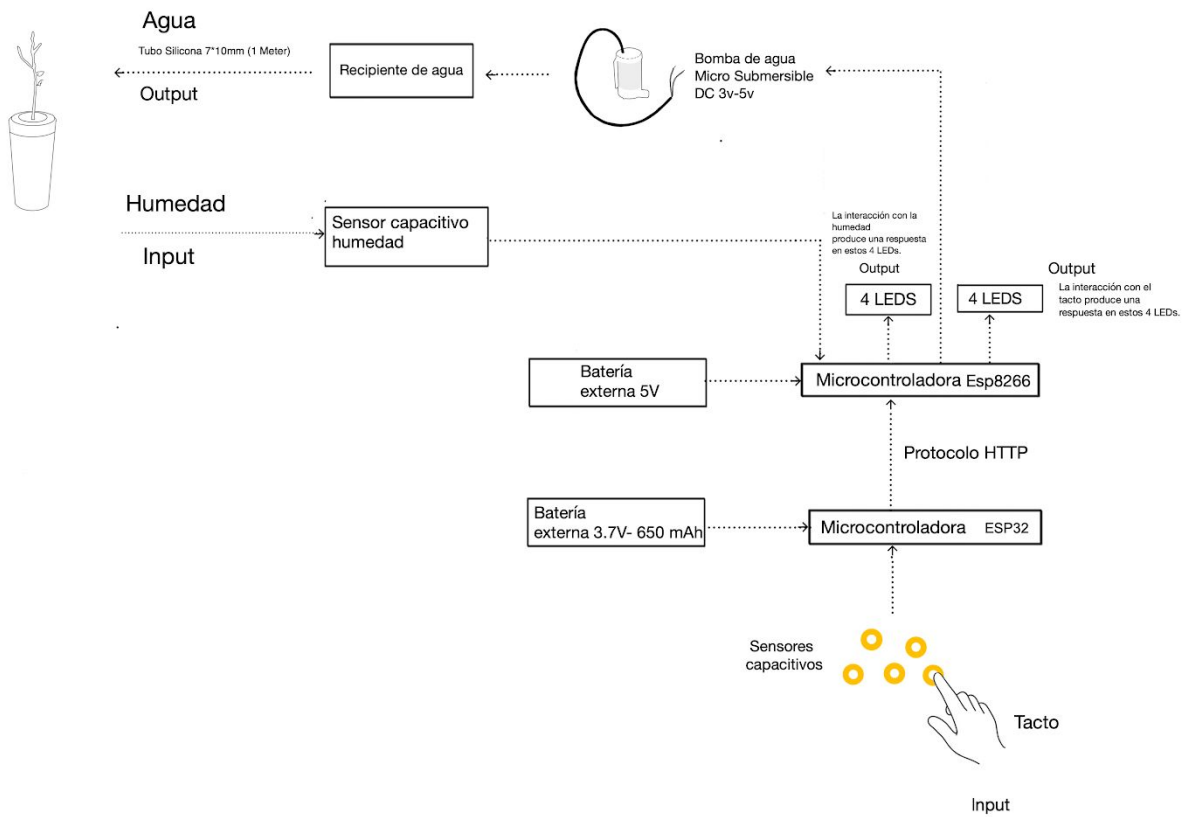 Agua
Tubo Silicona 7*10mm (1 Meter)
Output
Recipiente de agua
Bomba de agua
Micro Submersible
DC 3v-5v
Humedad
Input
Sensor capacitivo
humedad
La interacción con la
humedad
produce una respuesta
en estos 4 LEDs.
Output
4 LEDS
Output
La interacción con el
tacto produce una
respuesta en estos 4 LEDs.
4 LEDS
Batería
externa 5V
Microcontroladora Esp8266
Protocolo HTTP
Batería
externa 3.7V- 650 mAh
Microcontroladora ESP32
Sensores
capacitivos
Tacto
Input